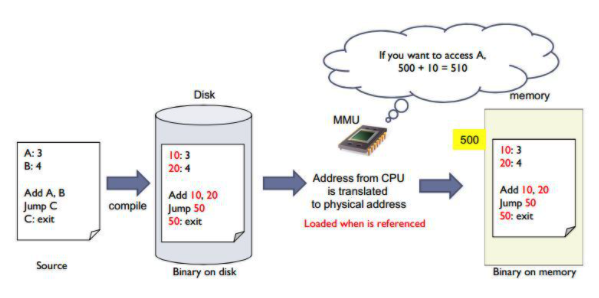 If you want to access A,
500 + 10 = 510
Disk
memory
MMU
500
A: 3
B: 4
Add A, B
Jump C
C: exit
compile
10: 3
20: 4
Add 10, 20
Jump 50
50: exit
Address from CPU
is translated
to physical address
Loaded when is referenced
10: 3
20: 4
Add 10, 20
Jump 50
50: exit
Source
Binary on disk
Binary on memory